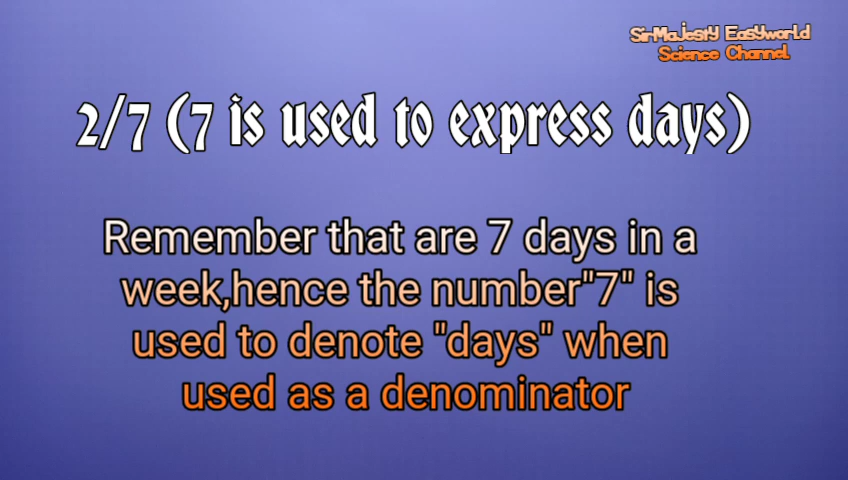 SirMajesty Easyworld
Science Channel
2/7 (7 is used to express days)
Remember that are 7 days in a
week,hence the number"7" is
used to denote "days" when
used as a denominator